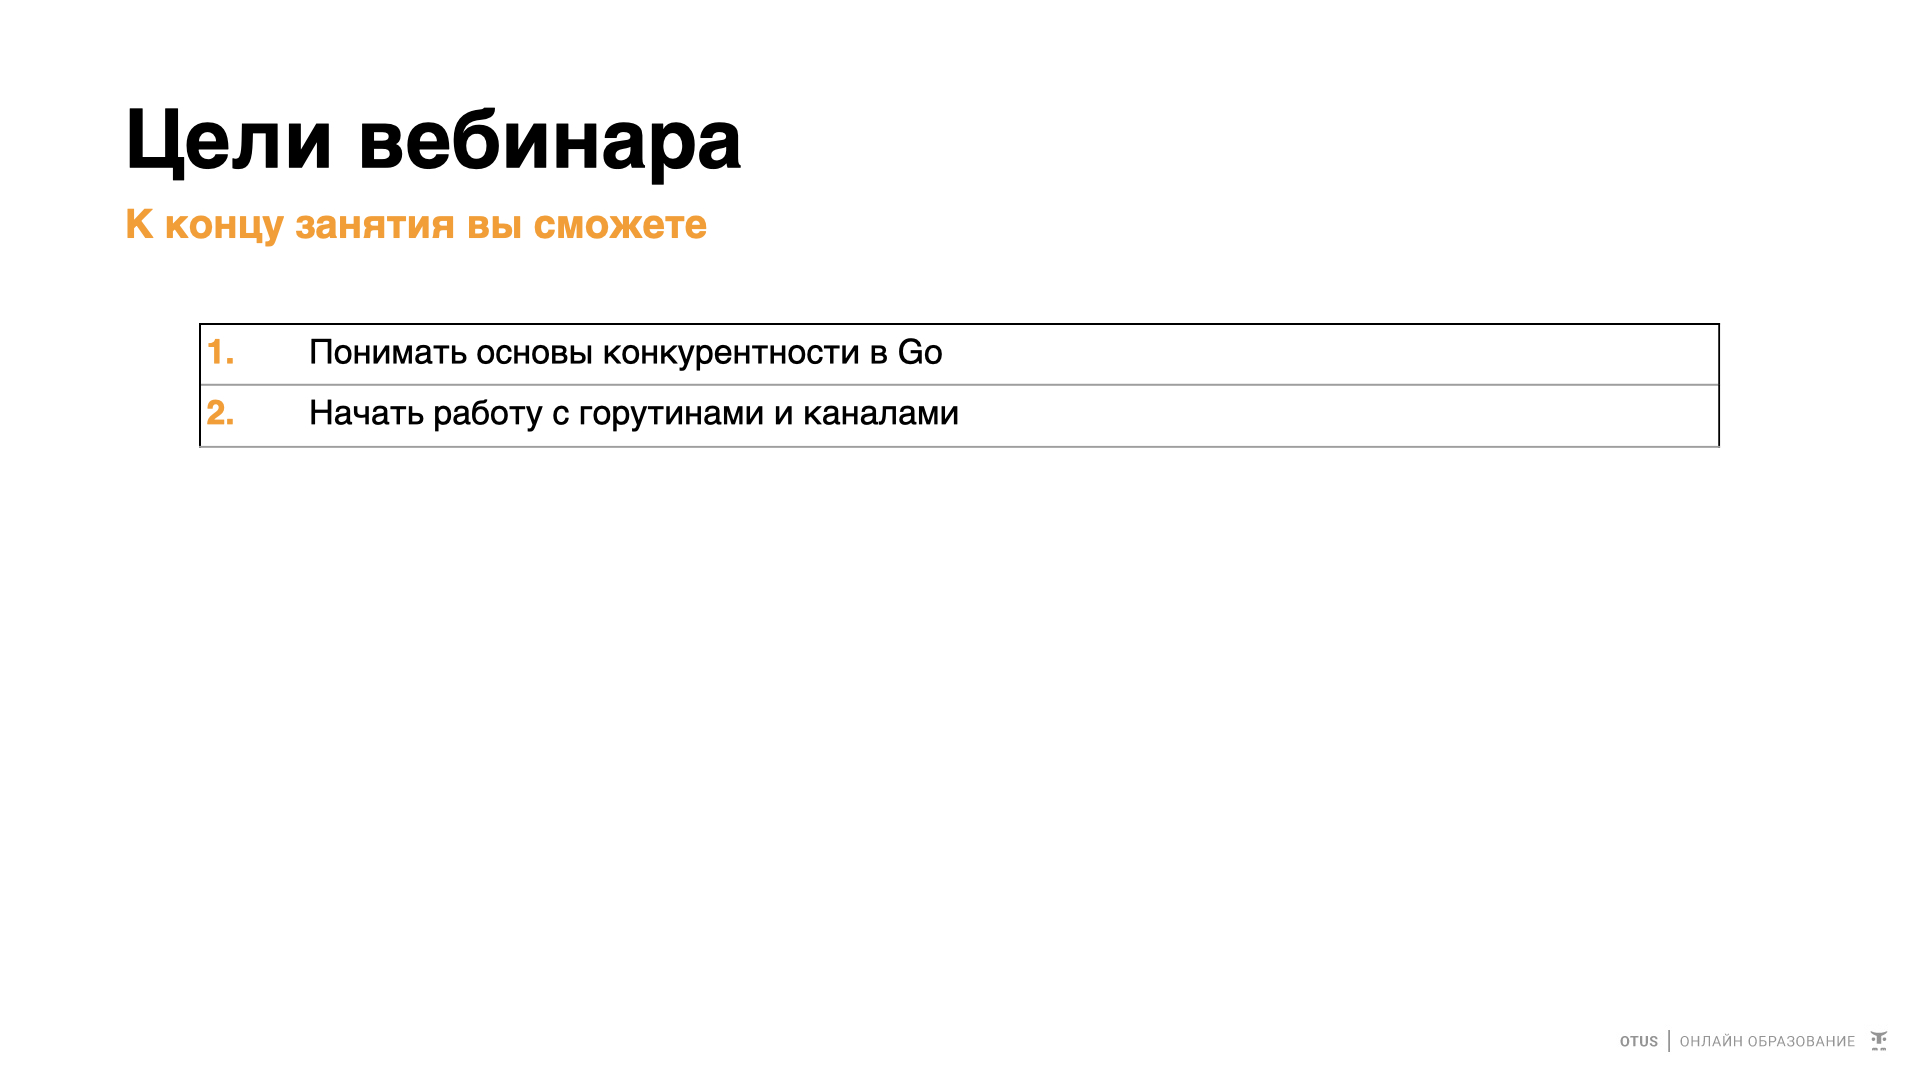 Цели вебинара
К концу занятия вы сможете
1. Понимать основы конкурентности в Go
2. Начать работу с горутинами и каналами
OTUS | ОНЛАЙН ОБРАЗОВАНИЕ